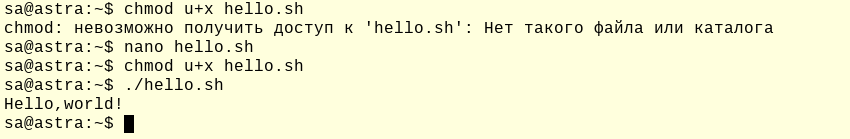 sa@astra:~$ chmod u+x hello.sh
chmod: невозможно получить доступ к 'hello.sh': Нет такого файла или каталога
sa@astra:~$ nano hello.sh
sa@astra:~$ chmod u+x hello.sh
sa@astra:~$ ./hello.sh
Hello,world!
sa@astra:~$